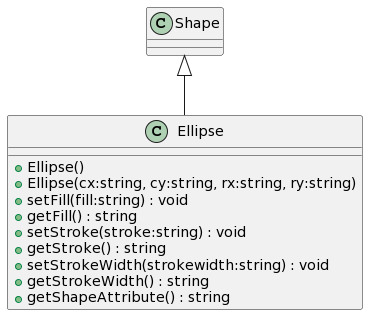 C Shape
C Ellipse
Ellipse()
Ellipse(cx:string, cy:string, rx:string, ry:string)
setFill(fill:string) : void
getFill() : string
setStroke(stroke:string) : void
getStroke() : string
setStrokeWidth(strokewidth:string) : void
getStrokeWidth() : string
getShapeAttribute() : string